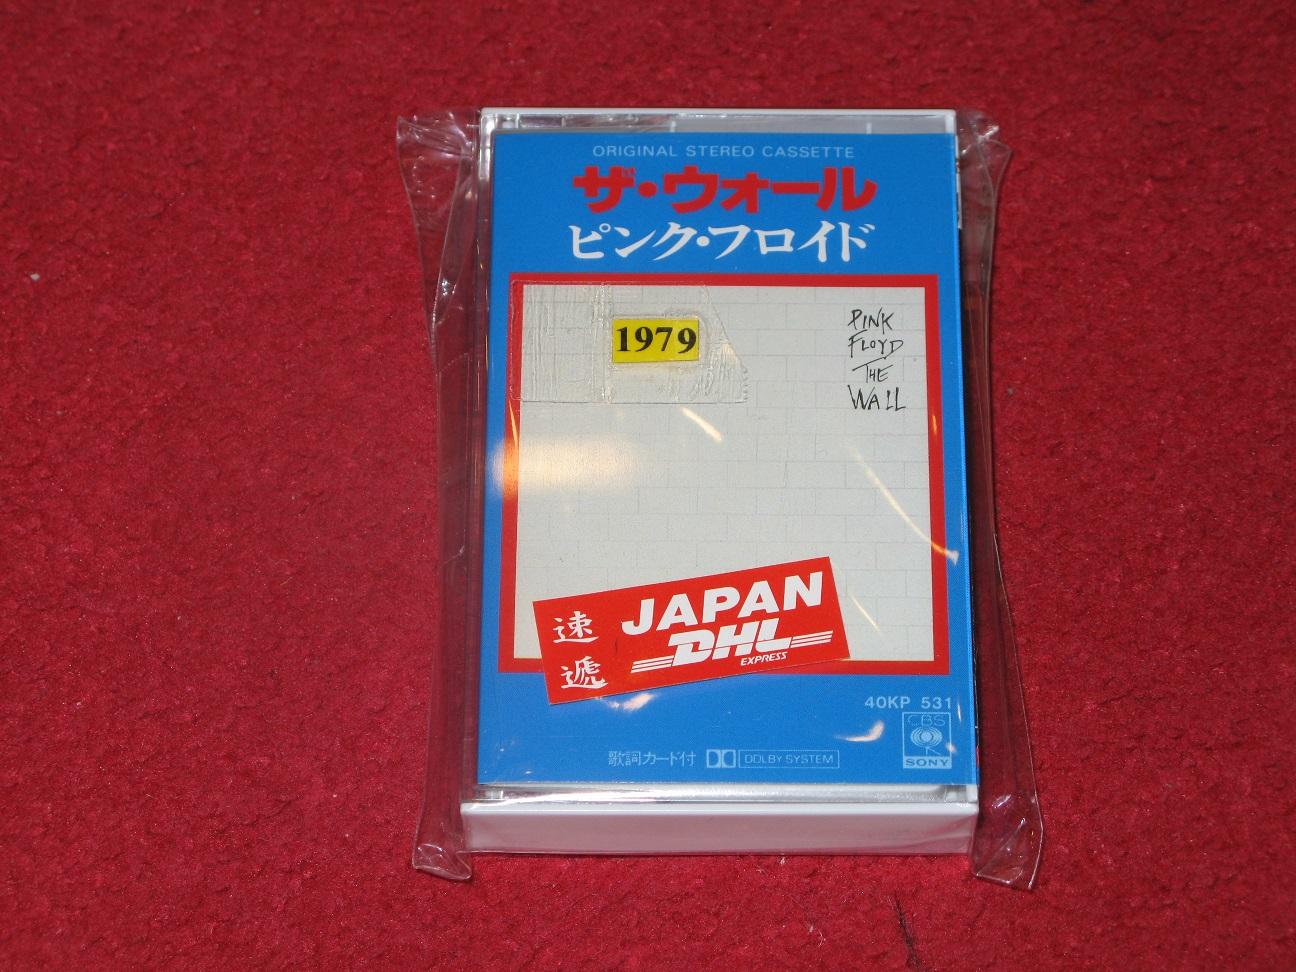 ORIGINAL STEREO CASSETTE
ザ・ウォール
ピンク・フロイド
1979
PINK
FLOYD
THE
WALL
速
遞
JAPAN
DHL
EXPRESS
40KP 531
CBS
SONY
歌詞カード付
DOLBY SYSTEM